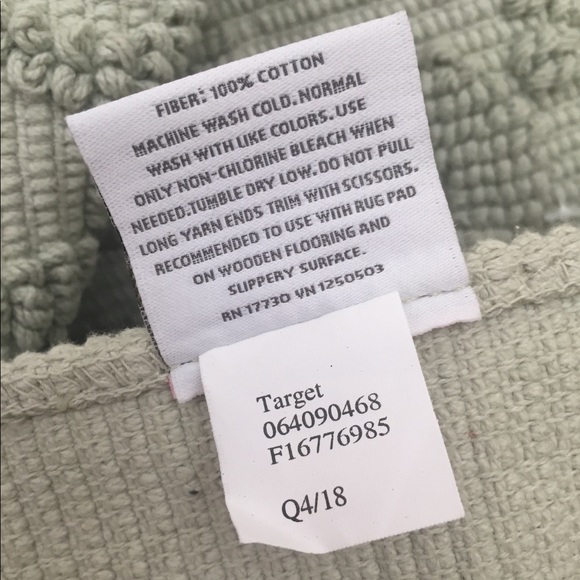 FIBER: 100% COTTON
MACHINE WASH COLD. NORMAL
WASH WITH LIKE COLORS. USE
ONLY NON-CHLORINE BLEACH WHEN
NEEDED.TUMBLE DRY LOW. DO NOT PULL
LONG YARN ENDS TRIM WITH SCISSORS.
RECOMMENDED TO USE WITH RUG PAD
ON WOODEN FLOORING AND
SLIPPERY SURFACE.
RN 17730 VN 1250503
Target
064090468
F16776985
Q4/18